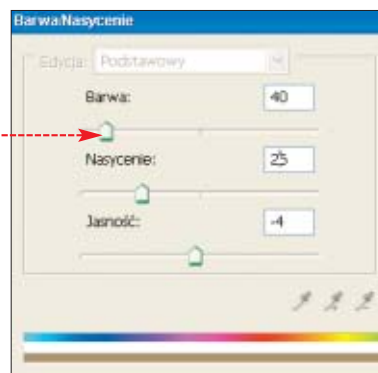 Barwa/Nasycenie
Edycja: Podstawowy
Barwa: 40
Nasycenie: 25
Jasność: -4